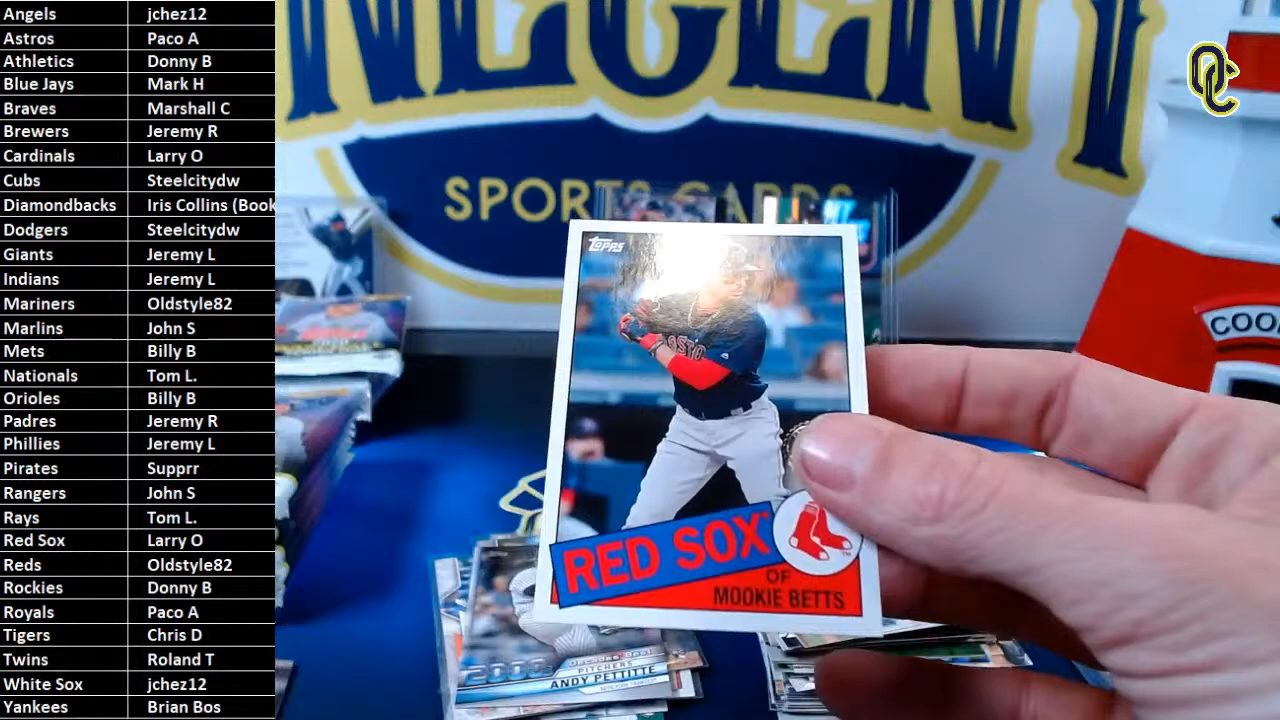 Angels jchez12
Astros Paco A
Athletics Donny B
Blue Jays Mark H
Braves Marshall C
Brewers Jeremy R
Cardinals Larry O
Cubs Steelcitydw
Diamondbacks Iris Collins (Book
Dodgers Steelcitydw
Giants Jeremy L
Indians Jeremy L
Mariners Oldstyle82
Marlins John S
Mets Billy B
Nationals Tom L.
Orioles Billy B
Padres Jeremy R
Phillies Jeremy L
Pirates Supprr
Rangers John S
Rays Tom L.
Red Sox Larry O
Reds Oldstyle82
Rockies Donny B
Royals Paco A
Tigers Chris D
Twins Roland T
White Sox jchez12
Yankees Brian Bos
OC
SPORTS CARDS
TOPPS
RED SOX
OF
MOOKIE BETTS
COO
PITCHERS
ANDY PETTITTE